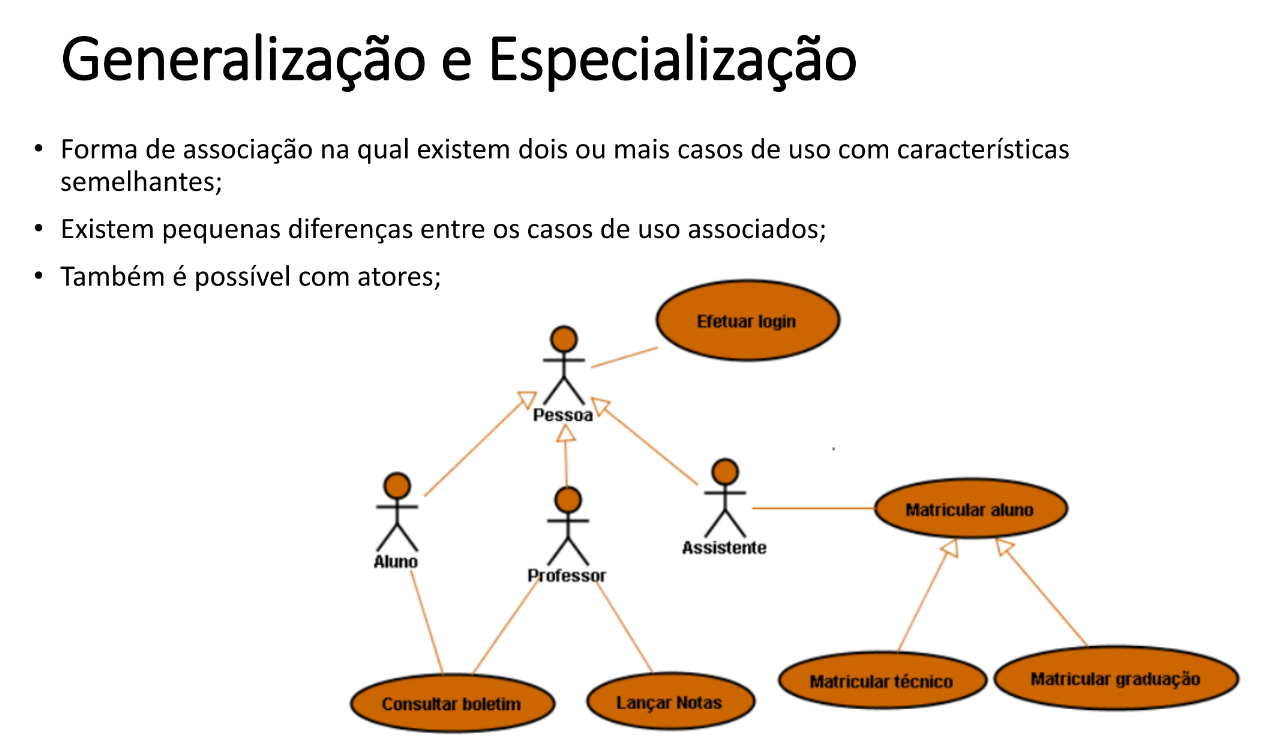 Generalização e Especialização
• Forma de associação na qual existem dois ou mais casos de uso com características
semelhantes;
• Existem pequenas diferenças entre os casos de uso associados;
• Também é possível com atores;
Efetuar login
Pessoa
Matricular aluno
Assistente
Aluno
Professor
Matricular técnico
Matricular graduação
Consultar boletim
Lançar Notas